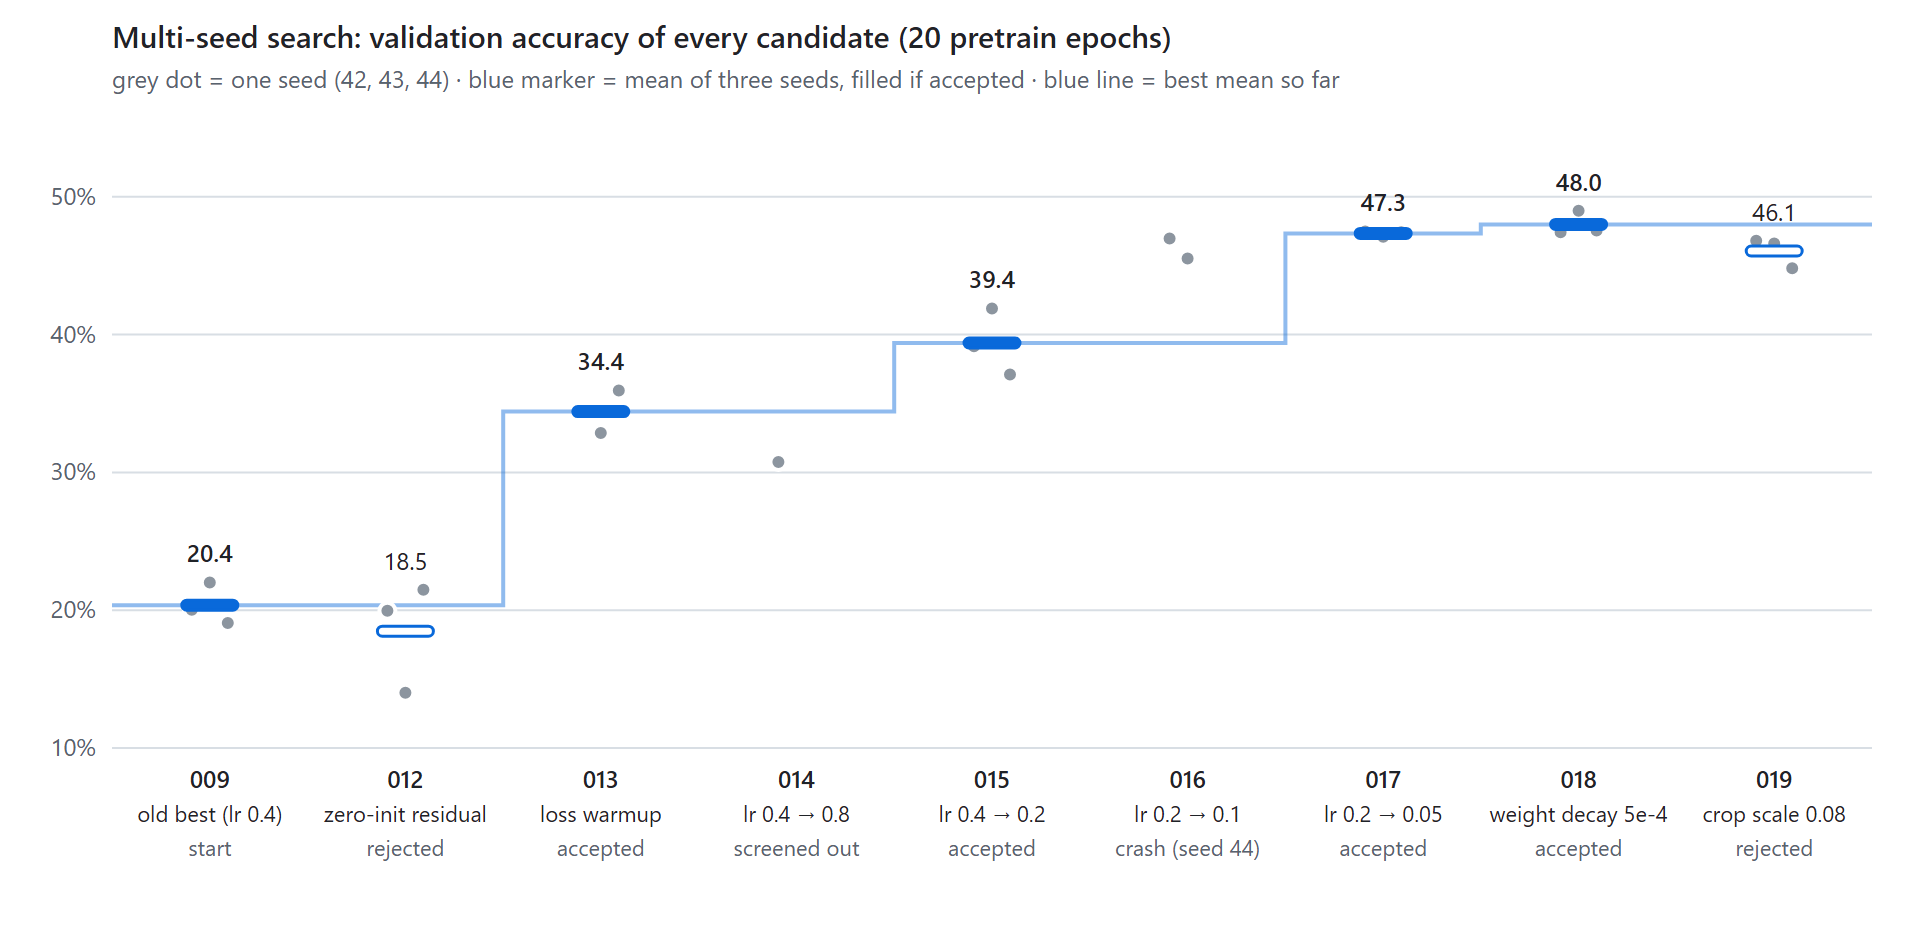 Multi-seed search: validation accuracy of every candidate (20 pretrain epochs)
grey dot = one seed (42, 43, 44) · blue marker = mean of three seeds, filled if accepted · blue line = best mean so far
50%
40%
30%
20%
10%
20.4
18.5
34.4
39.4
47.3
48.0
46.1
009
old best (lr 0.4)
start
012
zero-init residual
rejected
013
loss warmup
accepted
014
lr 0.4 → 0.8
screened out
015
lr 0.4 → 0.2
accepted
016
lr 0.2 → 0.1
crash (seed 44)
017
lr 0.2 → 0.05
accepted
018
weight decay 5e-4
accepted
019
crop scale 0.08
rejected